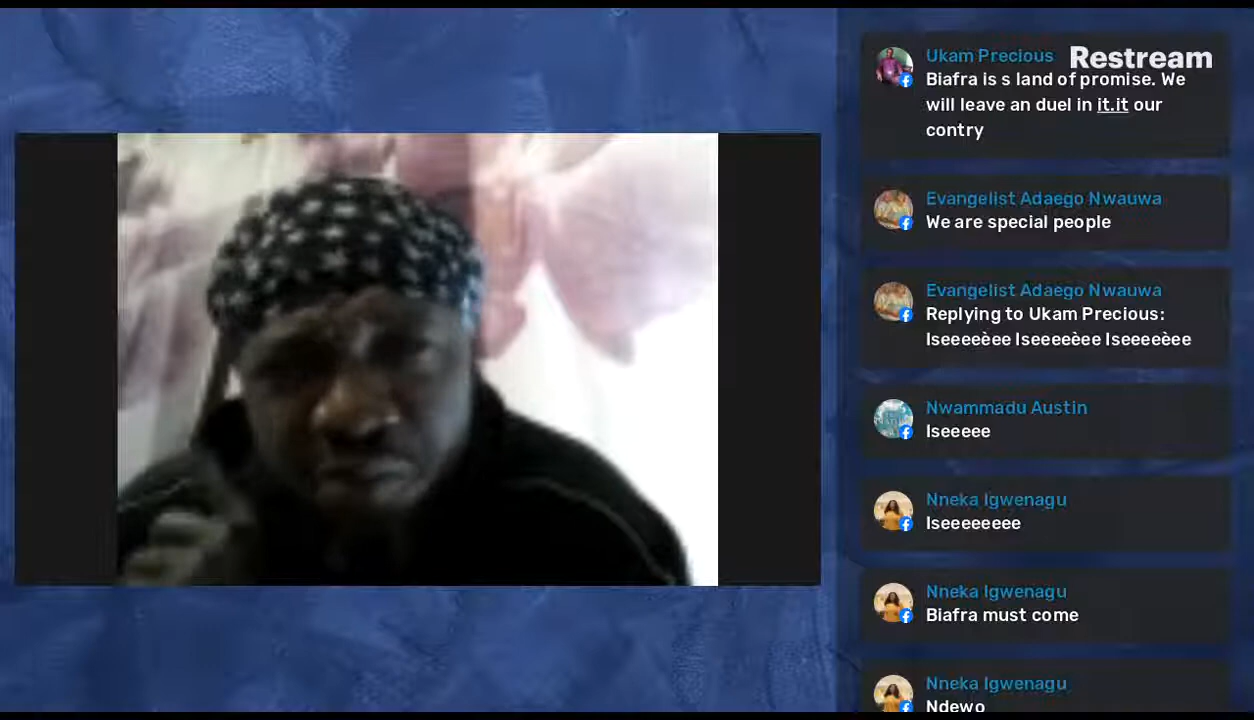 Restream
Ukam Precious
Biafra is s land of promise. We
will leave an duel in it.it our
contry
Evangelist Adaego Nwauwa
We are special people
Evangelist Adaego Nwauwa
Replying to Ukam Precious:
Iseeeeèee Iseeeeèee Iseeeeèee
Nwammadu Austin
Iseeeee
Nneka Igwenagu
Iseeeeeeee
Nneka Igwenagu
Biafra must come
Nneka Igwenagu
Ndewo